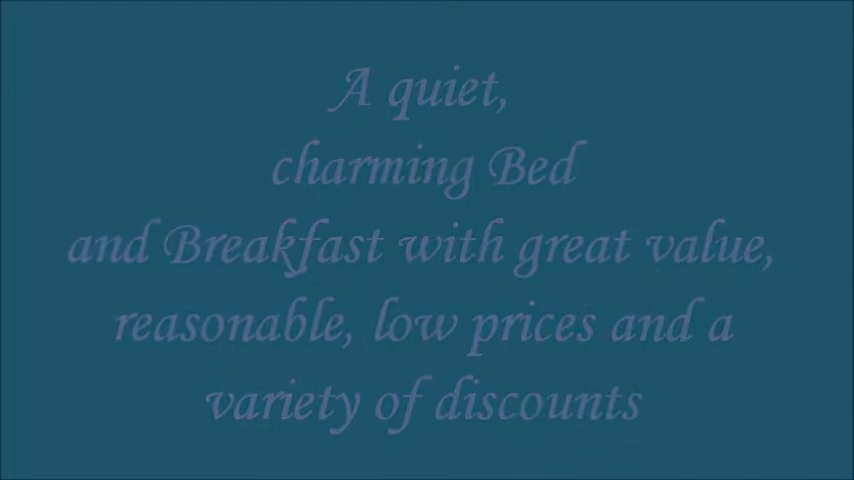 A quiet,
charming Bed
and Breakfast with great value,
reasonable, low prices and a
variety of discounts